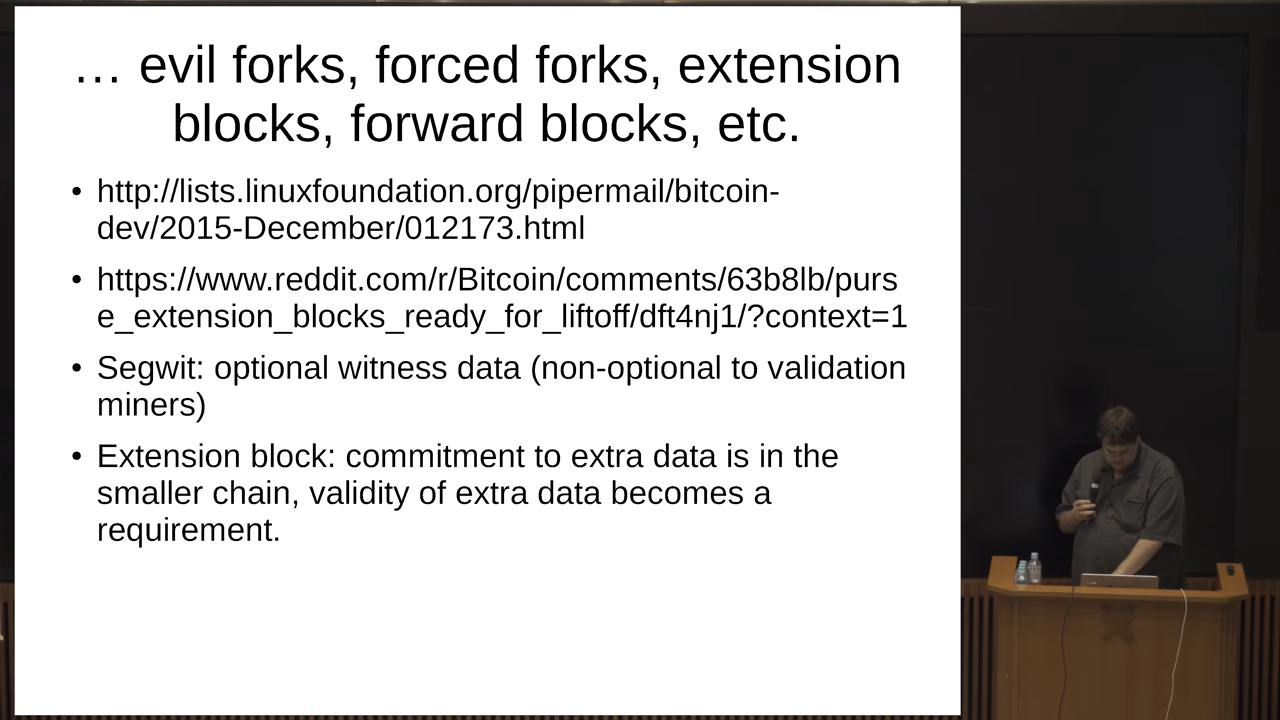 … evil forks, forced forks, extension
blocks, forward blocks, etc.
• http://lists.linuxfoundation.org/pipermail/bitcoin-
dev/2015-December/012173.html
• https://www.reddit.com/r/Bitcoin/comments/63b8lb/purs
e_extension_blocks_ready_for_liftoff/dft4nj1/?context=1
• Segwit: optional witness data (non-optional to validation
miners)
• Extension block: commitment to extra data is in the
smaller chain, validity of extra data becomes a
requirement.